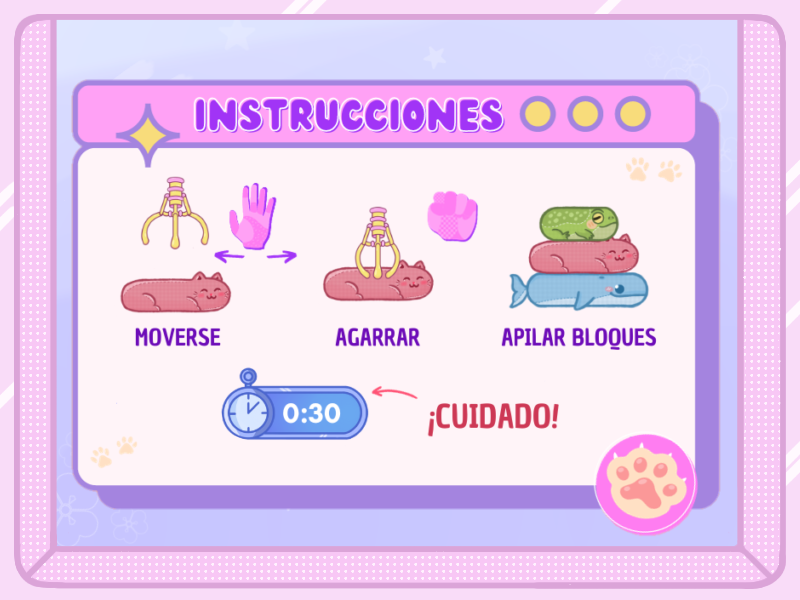 INSTRUCCIONES
MOVERSE
AGARRAR
APILAR BLOQUES
0:30
¡CUIDADO!